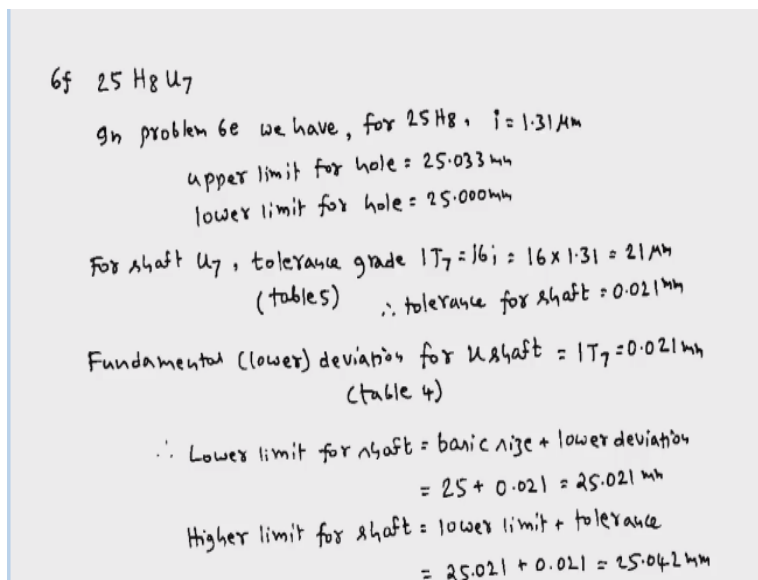 6f 25 H8 U7
In problem 6e we have, for 25 H8, i = 1.31 μm
upper limit for hole = 25.033 mm
lower limit for hole = 25.000 mm
For shaft U7, tolerance grade IT7 = 16i = 16 x 1.31 = 21 μm
(table 5) ∴ tolerance for shaft = 0.021 mm
Fundamental (lower) deviation for u shaft = IT7 = 0.021 mm
(table 4)
∴ Lower limit for shaft = basic size + lower deviation
= 25 + 0.021 = 25.021 mm
Higher limit for shaft = lower limit + tolerance
= 25.021 + 0.021 = 25.042 mm